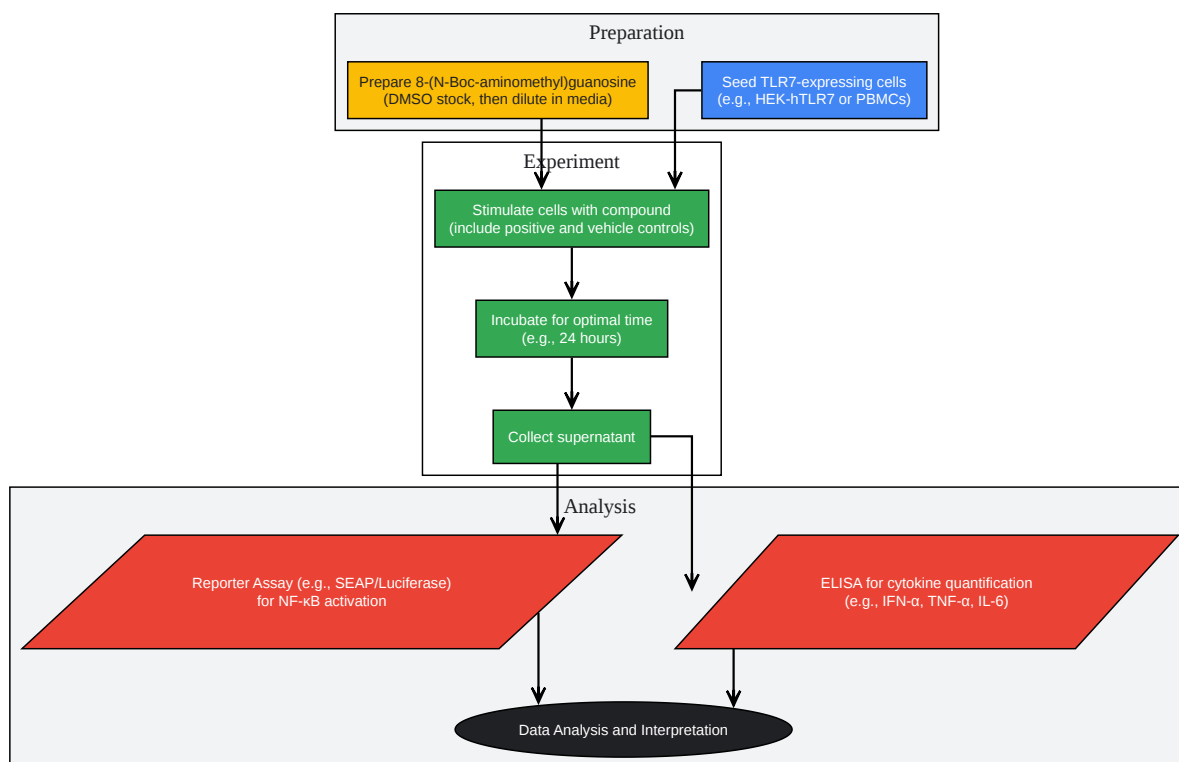 Preparation
Prepare 8-(N-Boc-aminomethyl)guanosine
(DMSO stock, then dilute in media)
Seed TLR7-expressing cells
(e.g., HEK-hTLR7 or PBMCs)
Experiment
Stimulate cells with compound
(include positive and vehicle controls)
Incubate for optimal time
(e.g., 24 hours)
Collect supernatant
Analysis
Reporter Assay (e.g., SEAP/Luciferase)
for NF-κB activation
ELISA for cytokine quantification
(e.g., IFN-α, TNF-α, IL-6)
Data Analysis and Interpretation